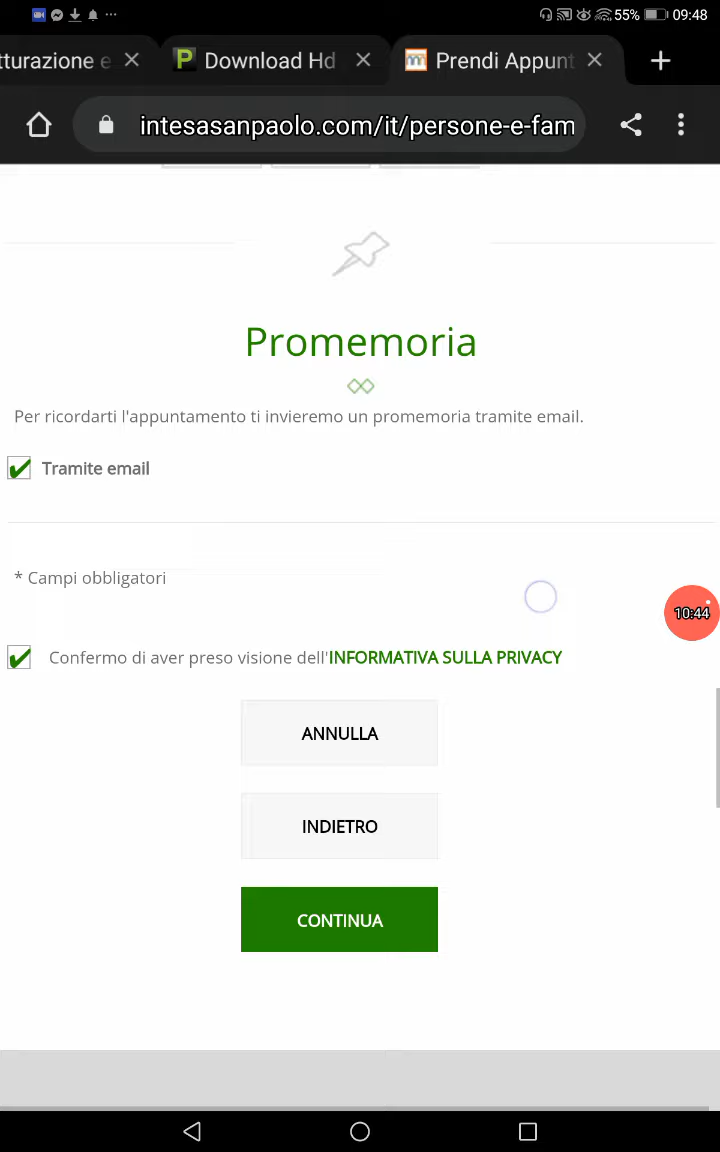 55% 09:48
tturazione e
Download Hd
Prendi Appunt
intesasanpaolo.com/it/persone-e-fam
Promemoria
Per ricordarti l'appuntamento ti invieremo un promemoria tramite email.
Tramite email
* Campi obbligatori
10:44
Confermo di aver preso visione dell'INFORMATIVA SULLA PRIVACY
ANNULLA
INDIETRO
CONTINUA